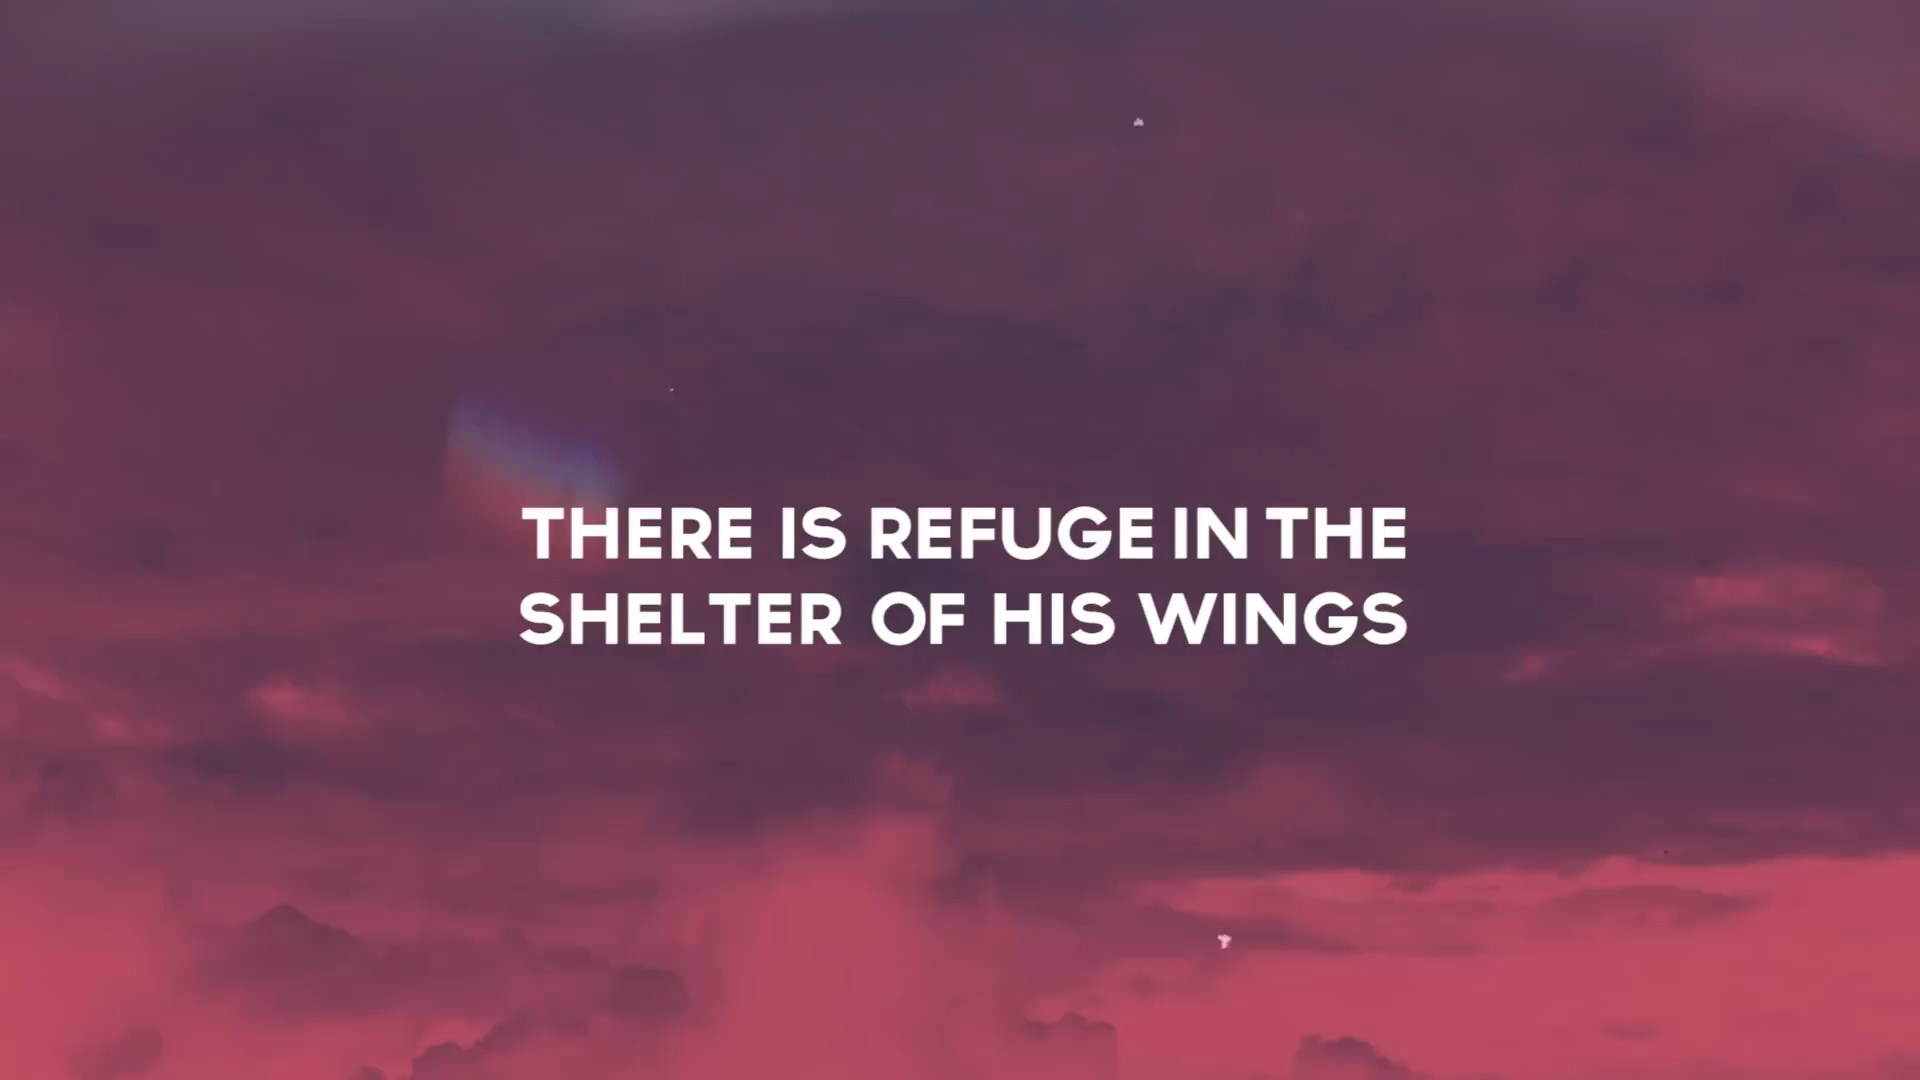 THERE IS REFUGE IN THE
SHELTER OF HIS WINGS